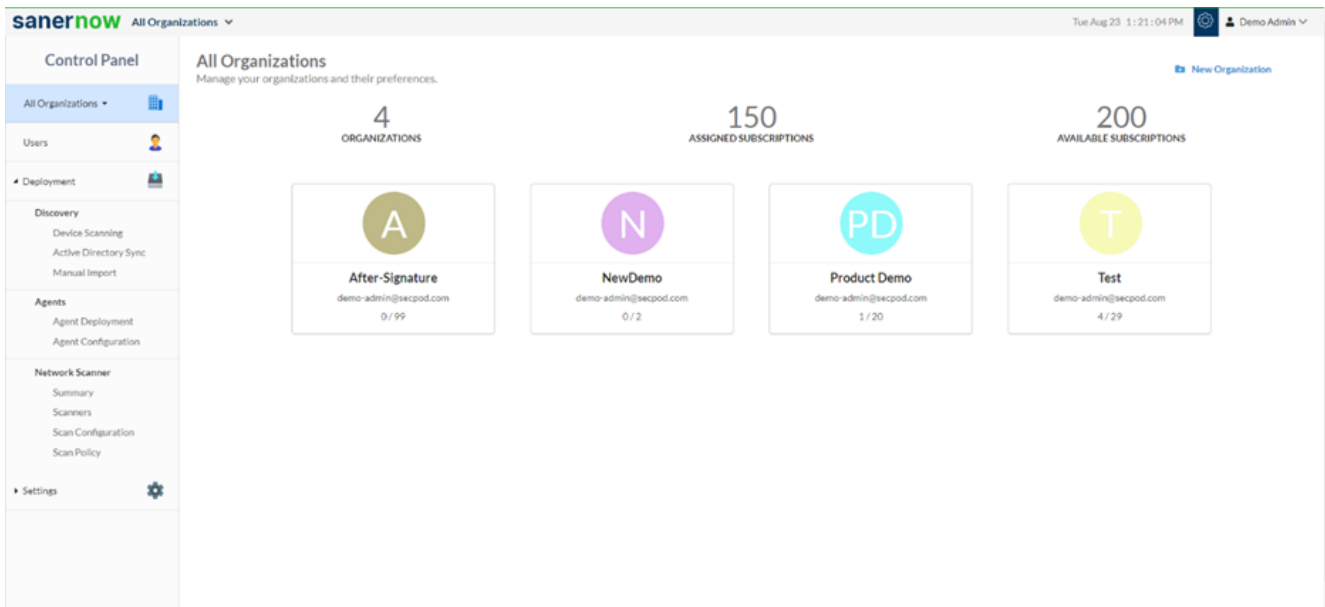 sanernow All Organizations
Tue Aug 23 1:21:04 PM Demo Admin
Control Panel
All Organizations
Users
Deployment
Discovery
Device Scanning
Active Directory Sync
Manual Import
Agents
Agent Deployment
Agent Configuration
Network Scanner
Summary
Scanners
Scan Configuration
Scan Policy
Settings
All Organizations
Manage your organizations and their preferences.
New Organization
4
ORGANIZATIONS
150
ASSIGNED SUBSCRIPTIONS
200
AVAILABLE SUBSCRIPTIONS
A
After-Signature
demo-admin@secpod.com
0/99
N
NewDemo
demo-admin@secpod.com
0/2
PD
Product Demo
demo-admin@secpod.com
1/20
T
Test
demo-admin@secpod.com
4/29